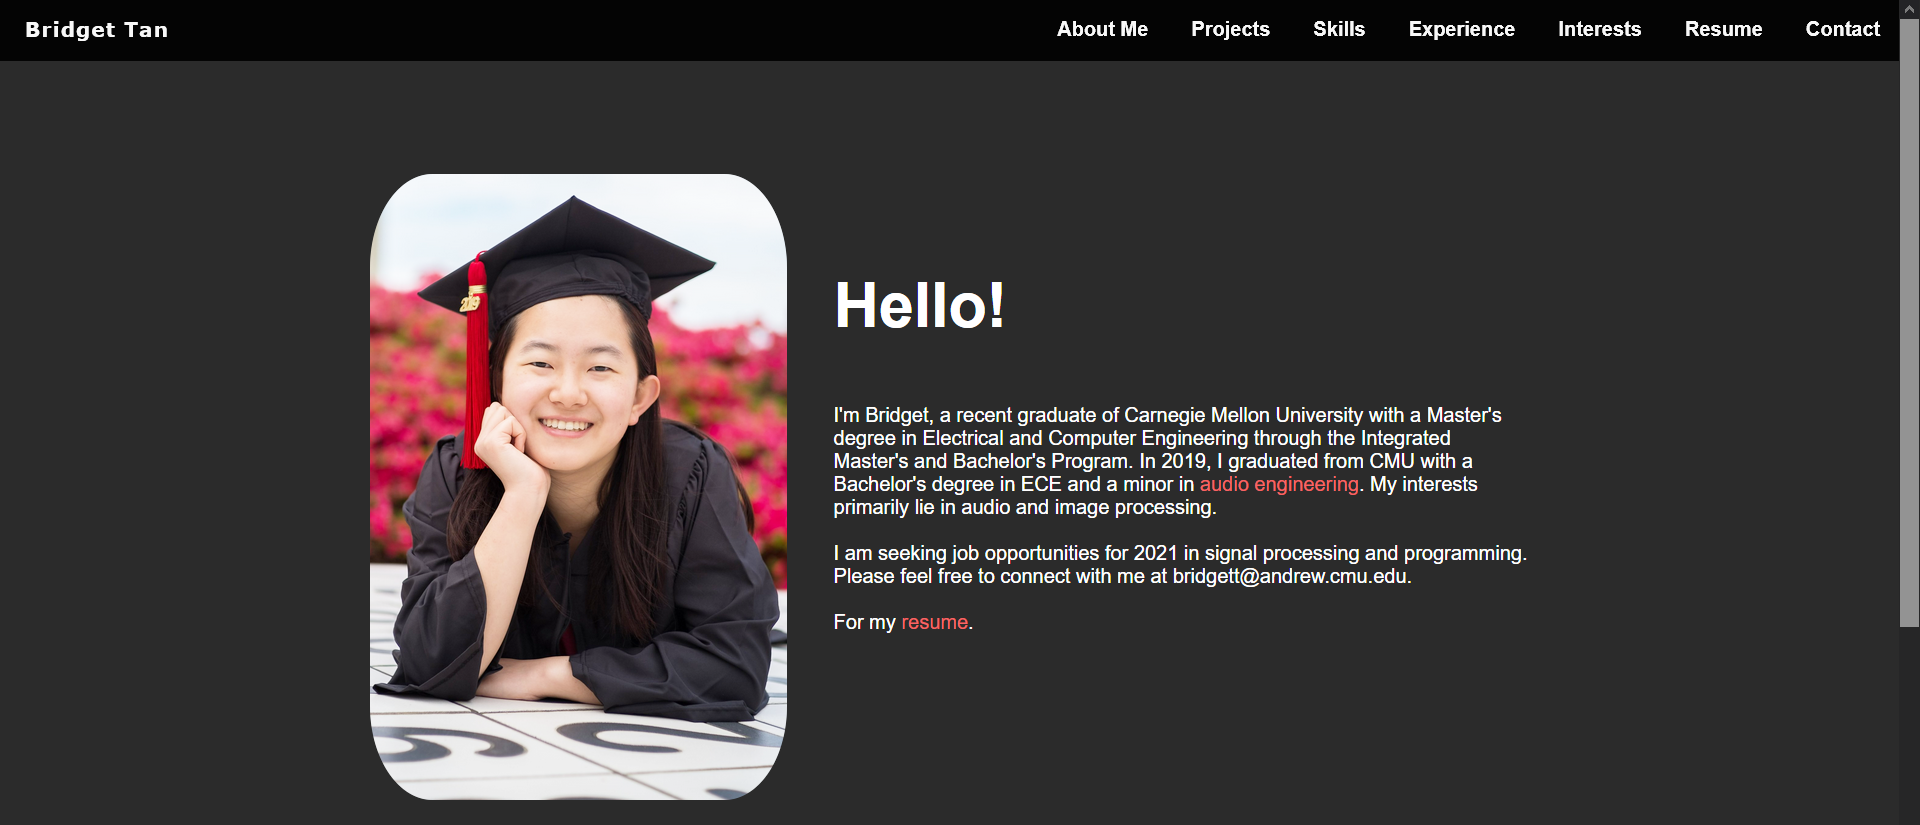 Bridget Tan
About Me
Projects
Skills
Experience
Interests
Resume
Contact
2019
Hello!
I'm Bridget, a recent graduate of Carnegie Mellon University with a Master's
degree in Electrical and Computer Engineering through the Integrated
Master's and Bachelor's Program. In 2019, I graduated from CMU with a
Bachelor's degree in ECE and a minor in audio engineering. My interests
primarily lie in audio and image processing.
I am seeking job opportunities for 2021 in signal processing and programming.
Please feel free to connect with me at bridgett@andrew.cmu.edu.
For my resume.